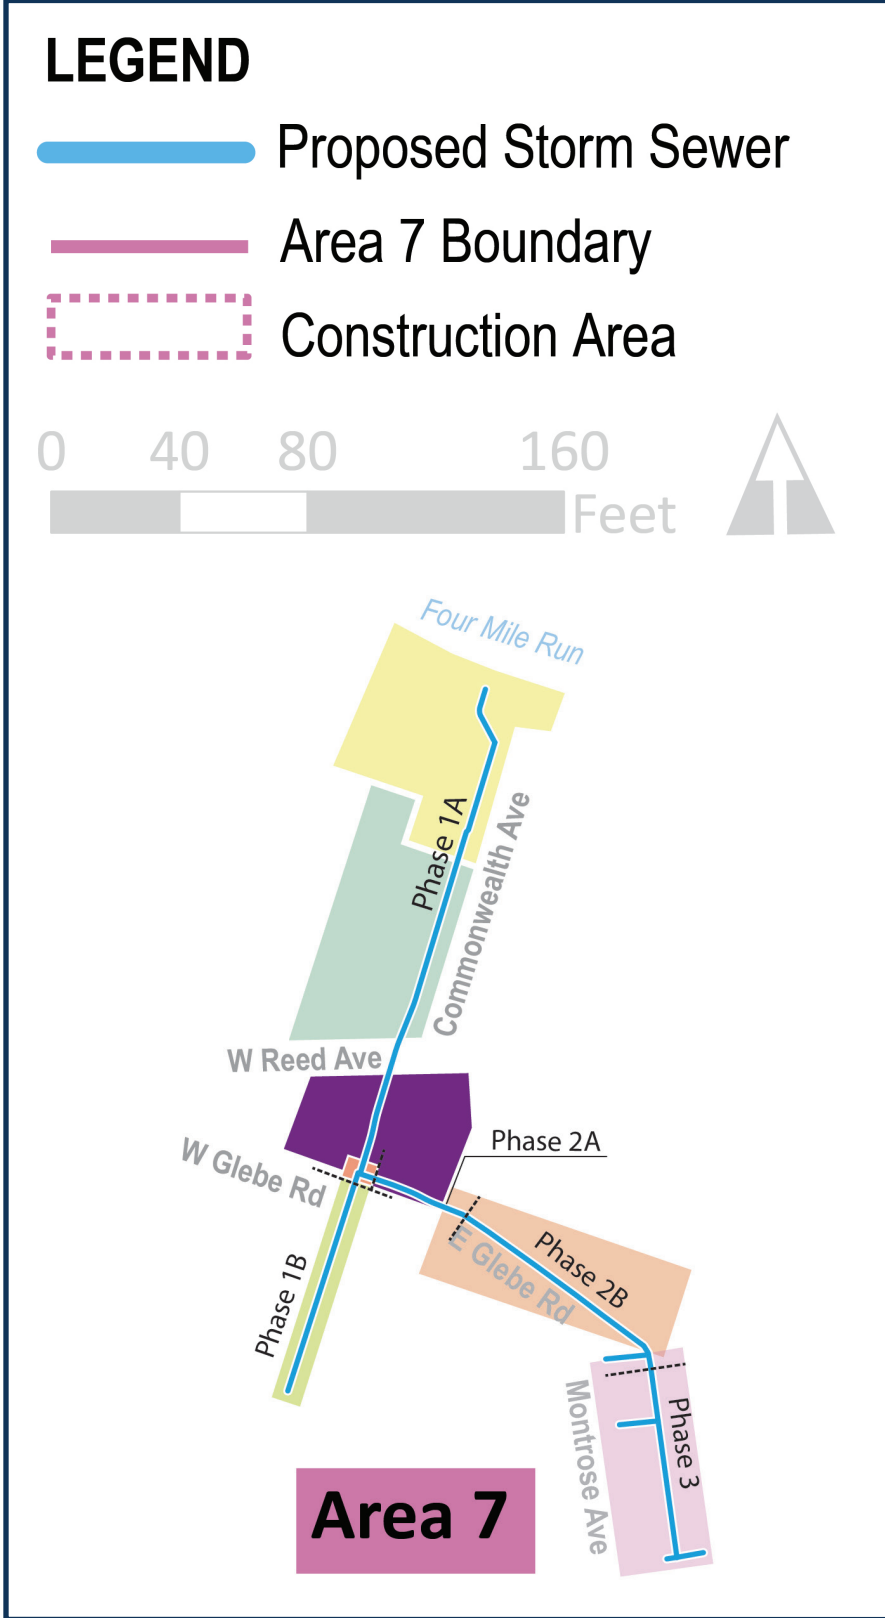 LEGEND
Proposed Storm Sewer
Area 7 Boundary
Construction Area
0 40 80 160
Feet
Four Mile Run
Phase 1A
Commonwealth Ave
W Reed Ave
W Glebe Rd
Phase 2A
E Glebe Rd
Phase 2B
Phase 1B
Montrose Ave
Phase 3
Area 7